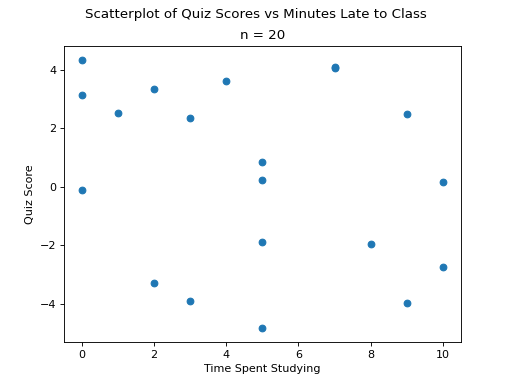 Scatterplot of Quiz Scores vs Minutes Late to Class
n = 20
4
2
0
−2
−4
Quiz Score
0 2 4 6 8 10
Time Spent Studying